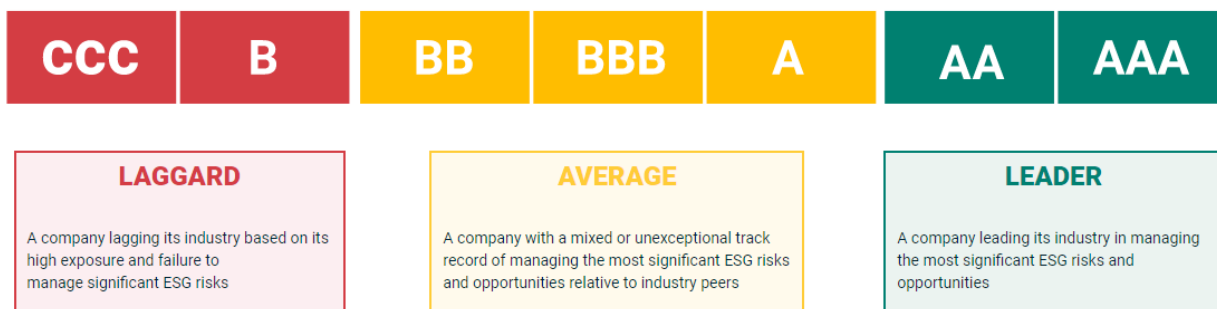 CCC B BB BBB A AA AAA
LAGGARD
A company lagging its industry based on its
high exposure and failure to
manage significant ESG risks
AVERAGE
A company with a mixed or unexceptional track
record of managing the most significant ESG risks
and opportunities relative to industry peers
LEADER
A company leading its industry in managing
the most significant ESG risks and
opportunities